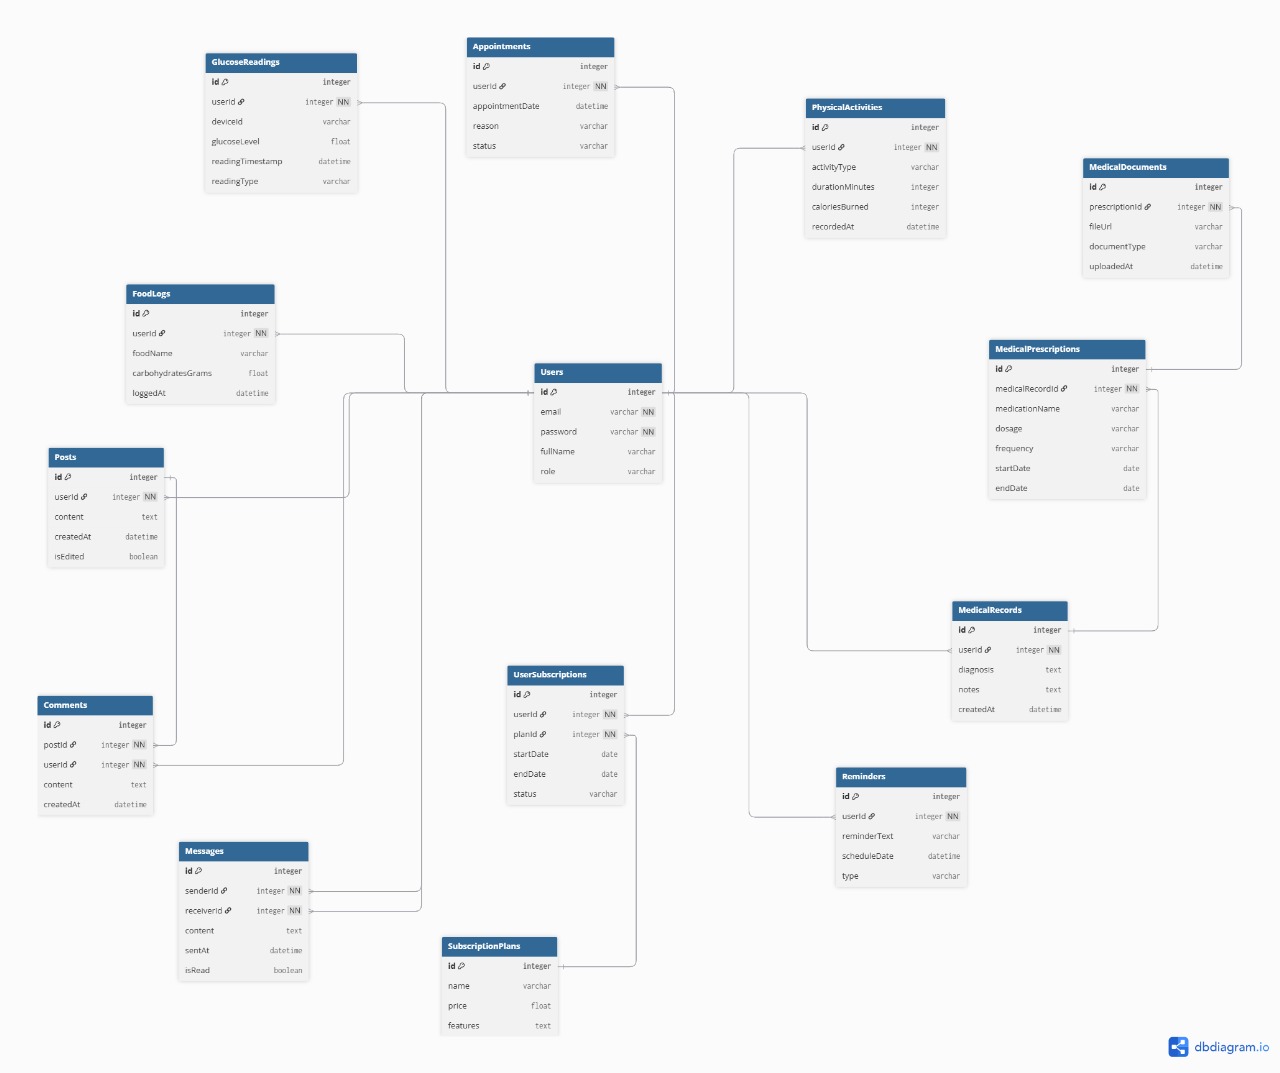 Appointments
id integer
userId integer NN
appointmentDate datetime
reason varchar
status varchar
GlucoseReadings
id integer
userId integer NN
deviceId varchar
glucoseLevel float
readingTimestamp datetime
readingType varchar
PhysicalActivities
id integer
userId integer NN
activityType varchar
durationMinutes integer
caloriesBurned integer
recordedAt datetime
MedicalDocuments
id integer
prescriptionId integer NN
fileUrl varchar
documentType varchar
uploadedAt datetime
FoodLogs
id integer
userId integer NN
foodName varchar
carbohydratesGrams float
loggedAt datetime
Users
id integer
email varchar NN
password varchar NN
fullName varchar
role varchar
MedicalPrescriptions
id integer
medicalRecordId integer NN
medicationName varchar
dosage varchar
frequency varchar
startDate date
endDate date
Posts
id integer
userId integer NN
content text
createdAt datetime
isEdited boolean
MedicalRecords
id integer
userId integer NN
diagnosis text
notes text
createdAt datetime
UserSubscriptions
id integer
userId integer NN
planId integer NN
startDate date
endDate date
status varchar
Comments
id integer
postId integer NN
userId integer NN
content text
createdAt datetime
Reminders
id integer
userId integer NN
reminderText varchar
scheduleDate datetime
type varchar
Messages
id integer
senderId integer NN
receiverId integer NN
content text
sentAt datetime
isRead boolean
SubscriptionPlans
id integer
name varchar
price float
features text
dbdiagram.io